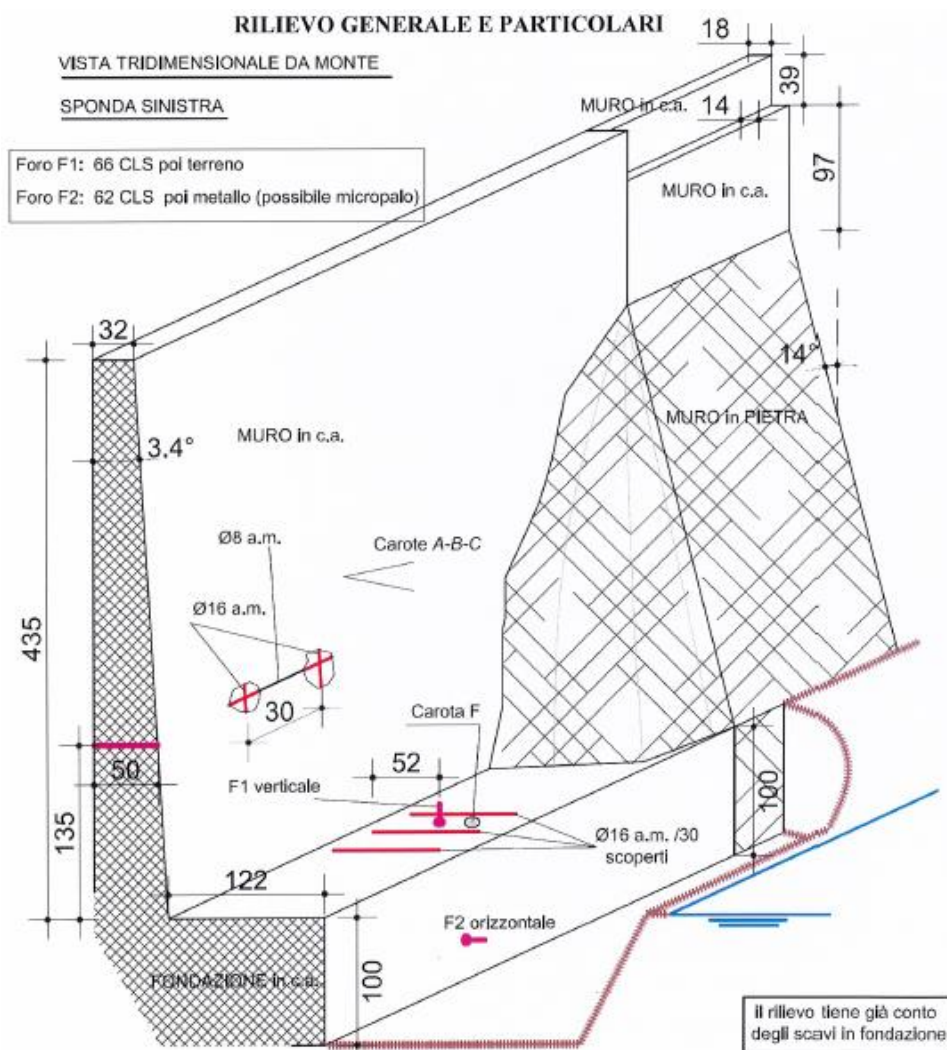 RILIEVO GENERALE E PARTICOLARI
VISTA TRIDIMENSIONALE DA MONTE
SPONDA SINISTRA
Foro F1: 66 CLS poi terreno
Foro F2: 62 CLS poi metallo (possibile micropalo)
18
39
MURO in c.a.
14
MURO in c.a.
97
32
14°
MURO in PIETRA
MURO in c.a.
3.4°
Ø8 a.m.
Carote A-B-C
Ø16 a.m.
435
30
Carota F
52
50
F1 verticale
100
135
Ø16 a.m. /30
scoperti
122
F2 orizzontale
FONDAZIONE in c.a.
100
il rilievo tiene già conto
degli scavi in fondazione